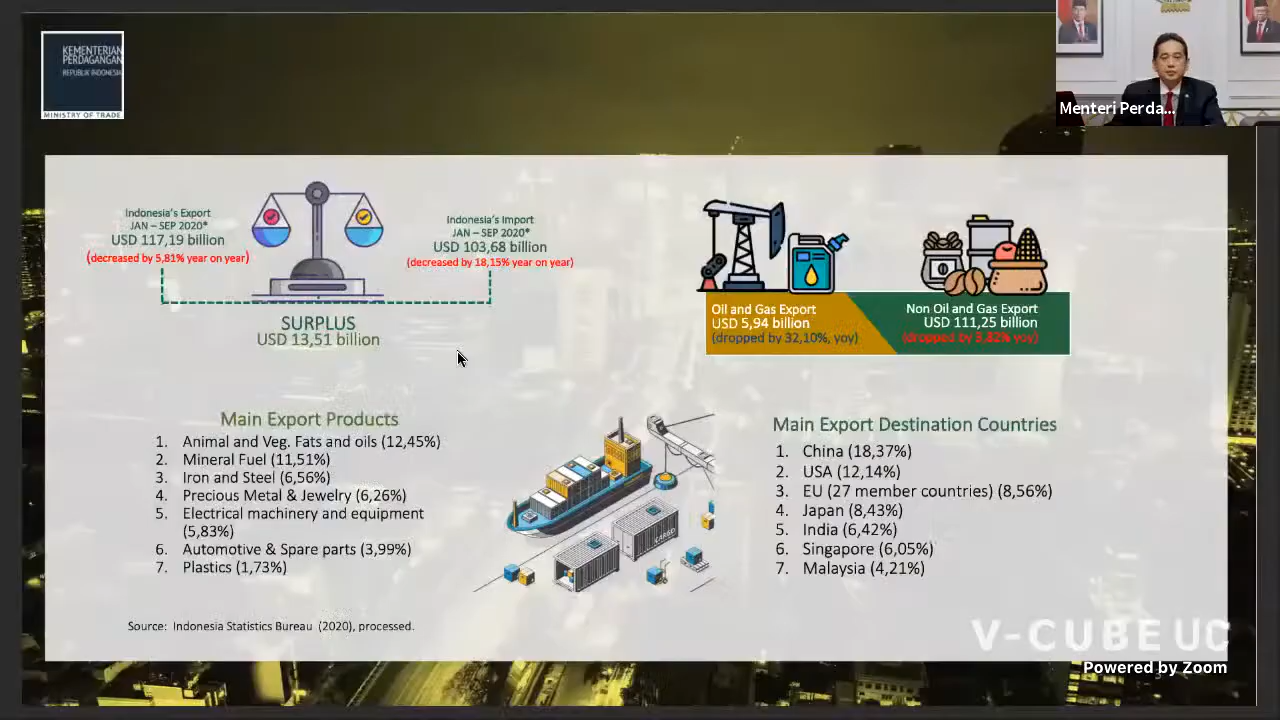 KEMENTERIAN
PERDAGANGAN
REPUBLIK INDONESIA
MINISTRY OF TRADE
Menteri Perda...
Indonesia's Export
JAN – SEP 2020*
USD 117,19 billion
(decreased by 5,81% year on year)
Indonesia's Import
JAN – SEP 2020*
USD 103,68 billion
(decreased by 18,15% year on year)
SURPLUS
USD 13,51 billion
Oil and Gas Export
USD 5,94 billion
(dropped by 32,10%, yoy)
Non Oil and Gas Export
USD 111,25 billion
(dropped by 3,82% yoy)
Main Export Products
1. Animal and Veg. Fats and oils (12,45%)
2. Mineral Fuel (11,51%)
3. Iron and Steel (6,56%)
4. Precious Metal & Jewelry (6,26%)
5. Electrical machinery and equipment
(5,83%)
6. Automotive & Spare parts (3,99%)
7. Plastics (1,73%)
CARGO
Main Export Destination Countries
1. China (18,37%)
2. USA (12,14%)
3. EU (27 member countries) (8,56%)
4. Japan (8,43%)
5. India (6,42%)
6. Singapore (6,05%)
7. Malaysia (4,21%)
Source: Indonesia Statistics Bureau (2020), processed.
V-CUBE UC
Powered by Zoom